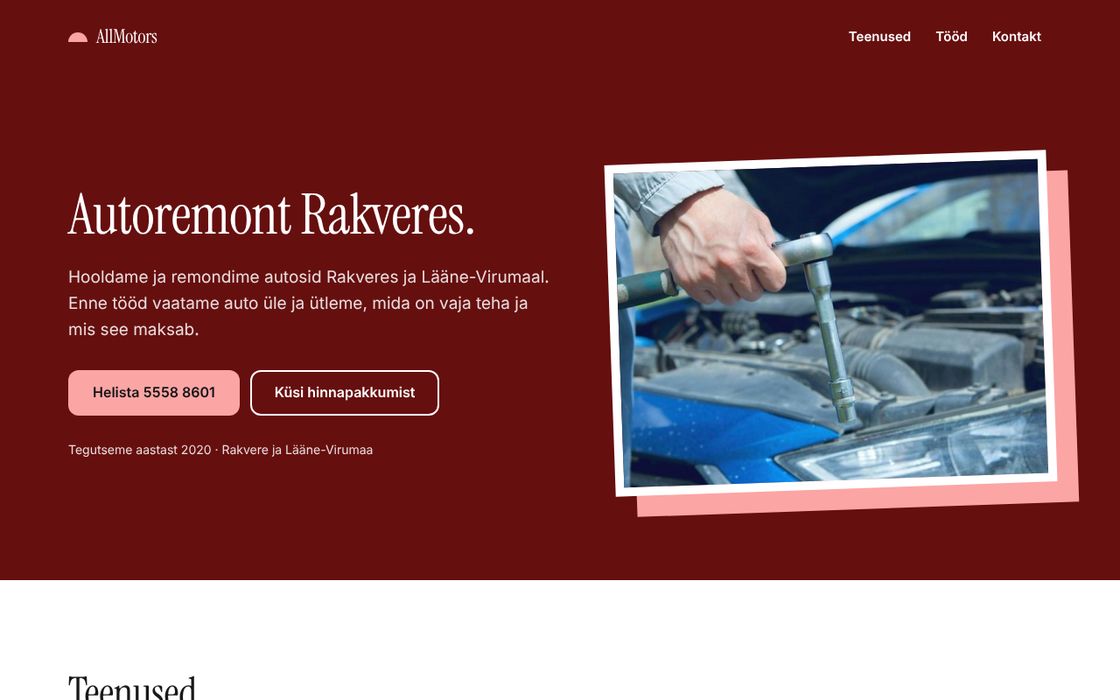 AllMotors
Teenused
Tööd
Kontakt
Autoremont Rakveres.
Hooldame ja remondime autosid Rakveres ja Lääne-Virumaal.
Enne tööd vaatame auto üle ja ütleme, mida on vaja teha ja
mis see maksab.
Helista 5558 8601
Küsi hinnapakkumist
Tegutseme aastast 2020 · Rakvere ja Lääne-Virumaa
Teenused